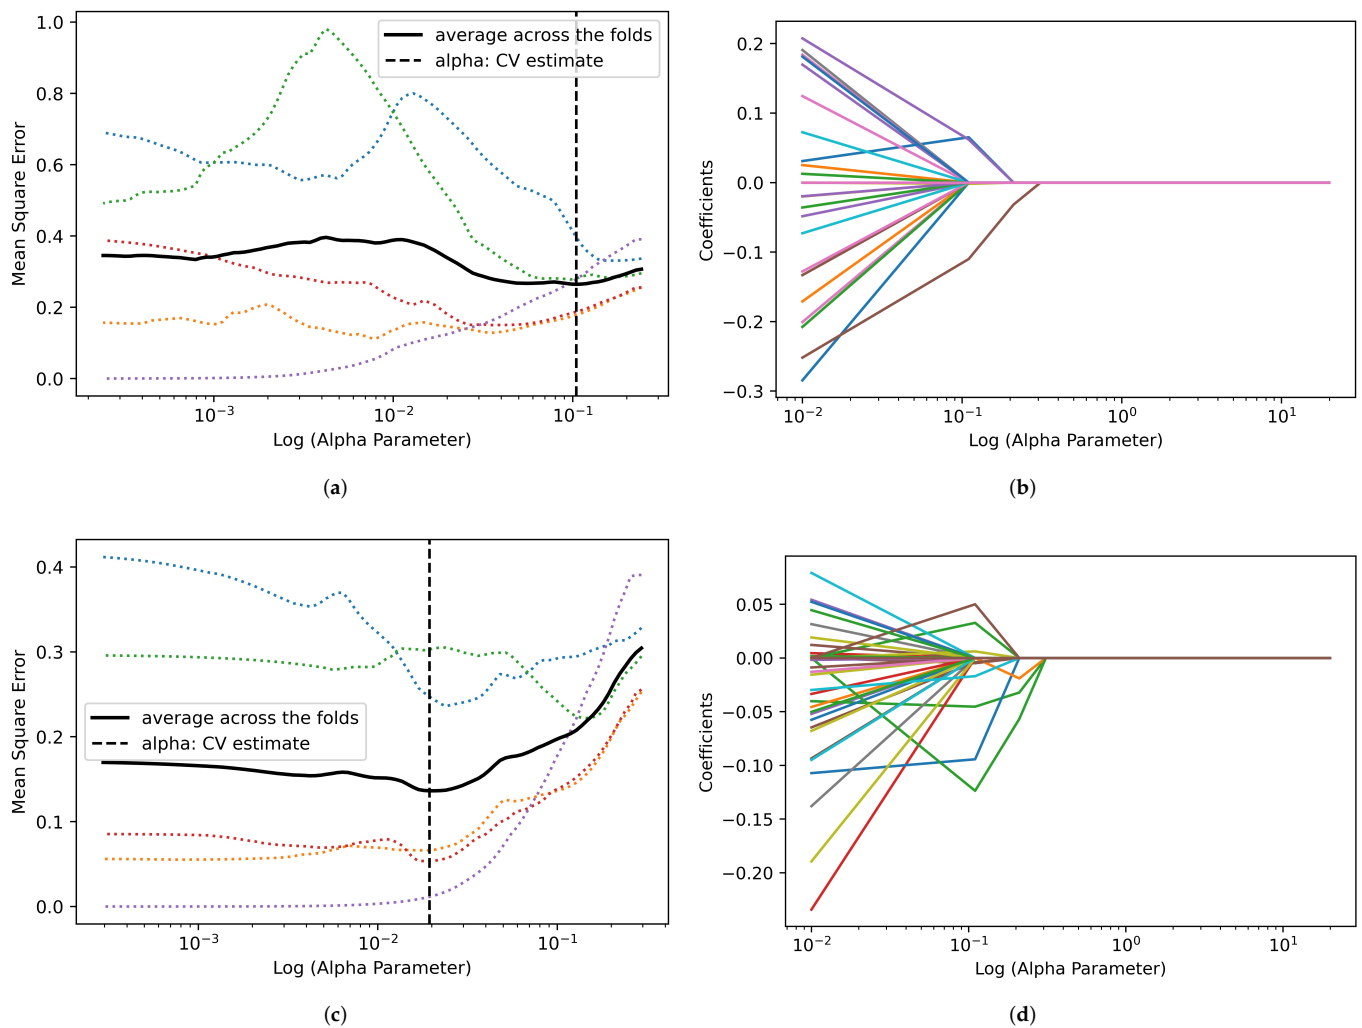 1.0
0.8
0.6
0.4
0.2
0.0
Mean Square Error
average across the folds
alpha: CV estimate
10⁻³ 10⁻² 10⁻¹
Log (Alpha Parameter)
(a)
0.2
0.1
0.0
−0.1
−0.2
−0.3
Coefficients
10⁻² 10⁻¹ 10⁰ 10¹
Log (Alpha Parameter)
(b)
0.4
0.3
0.2
0.1
0.0
Mean Square Error
average across the folds
alpha: CV estimate
10⁻³ 10⁻² 10⁻¹
Log (Alpha Parameter)
(c)
0.05
0.00
−0.05
−0.10
−0.15
−0.20
Coefficients
10⁻² 10⁻¹ 10⁰ 10¹
Log (Alpha Parameter)
(d)